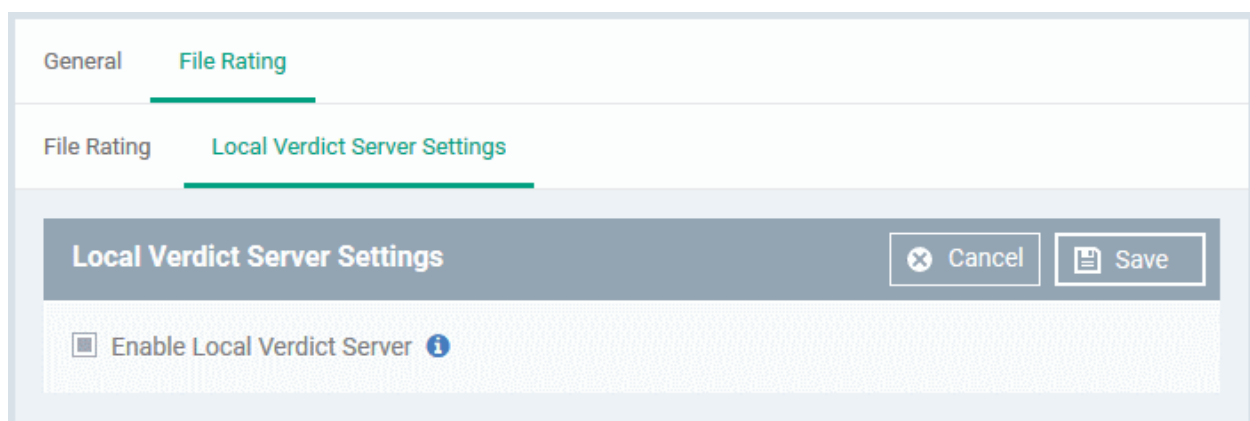 General File Rating
File Rating Local Verdict Server Settings
Local Verdict Server Settings Cancel Save
Enable Local Verdict Server